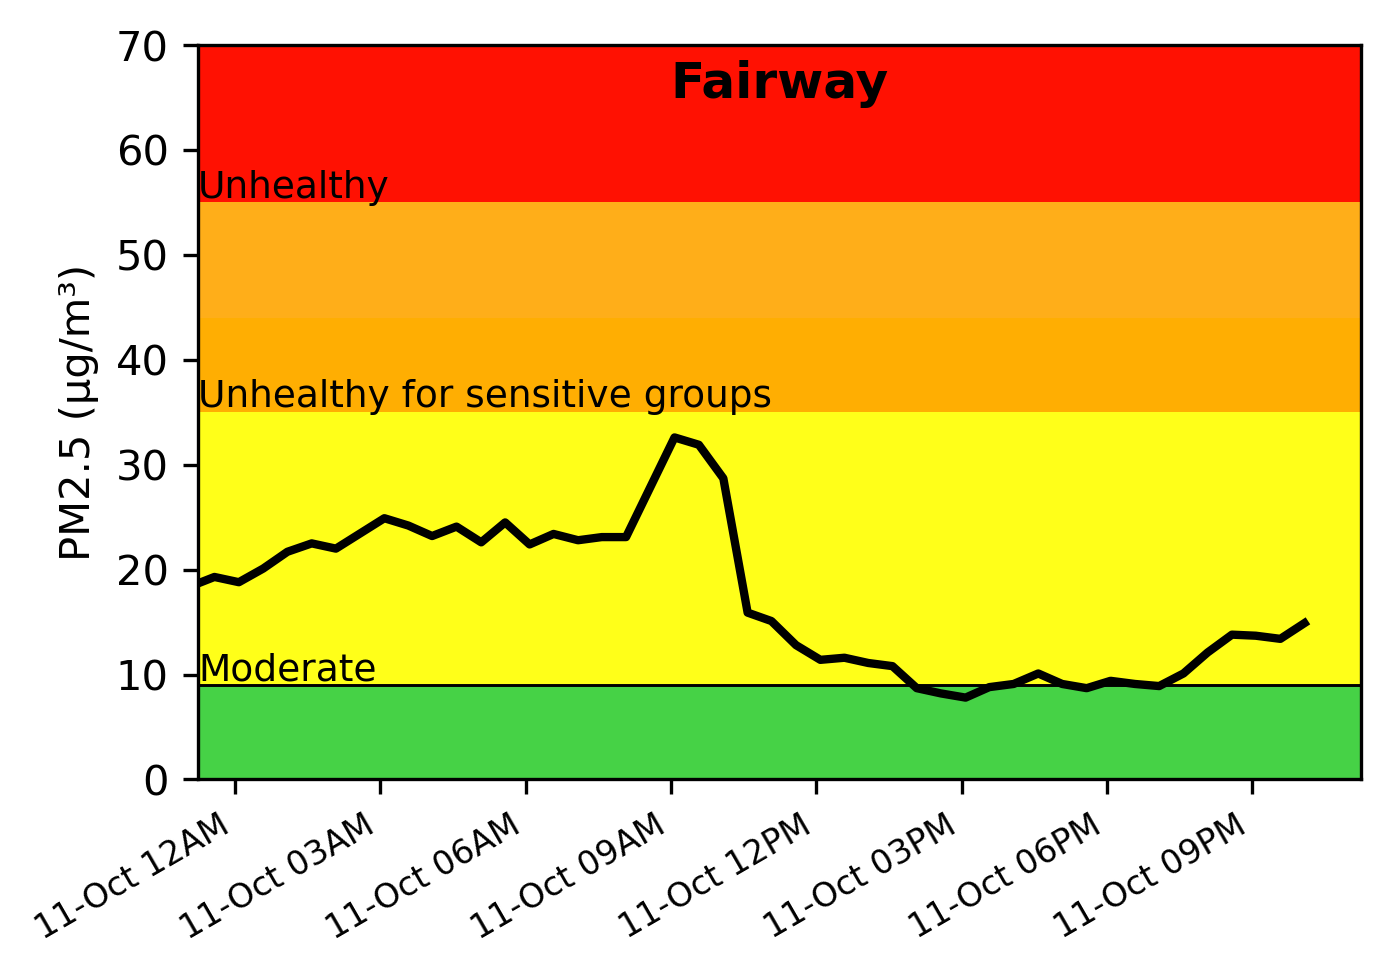 Fairway
70
60
50
40
30
20
10
0
PM2.5 (µg/m³)
Unhealthy
Unhealthy for sensitive groups
Moderate
11-Oct 12AM
11-Oct 03AM
11-Oct 06AM
11-Oct 09AM
11-Oct 12PM
11-Oct 03PM
11-Oct 06PM
11-Oct 09PM